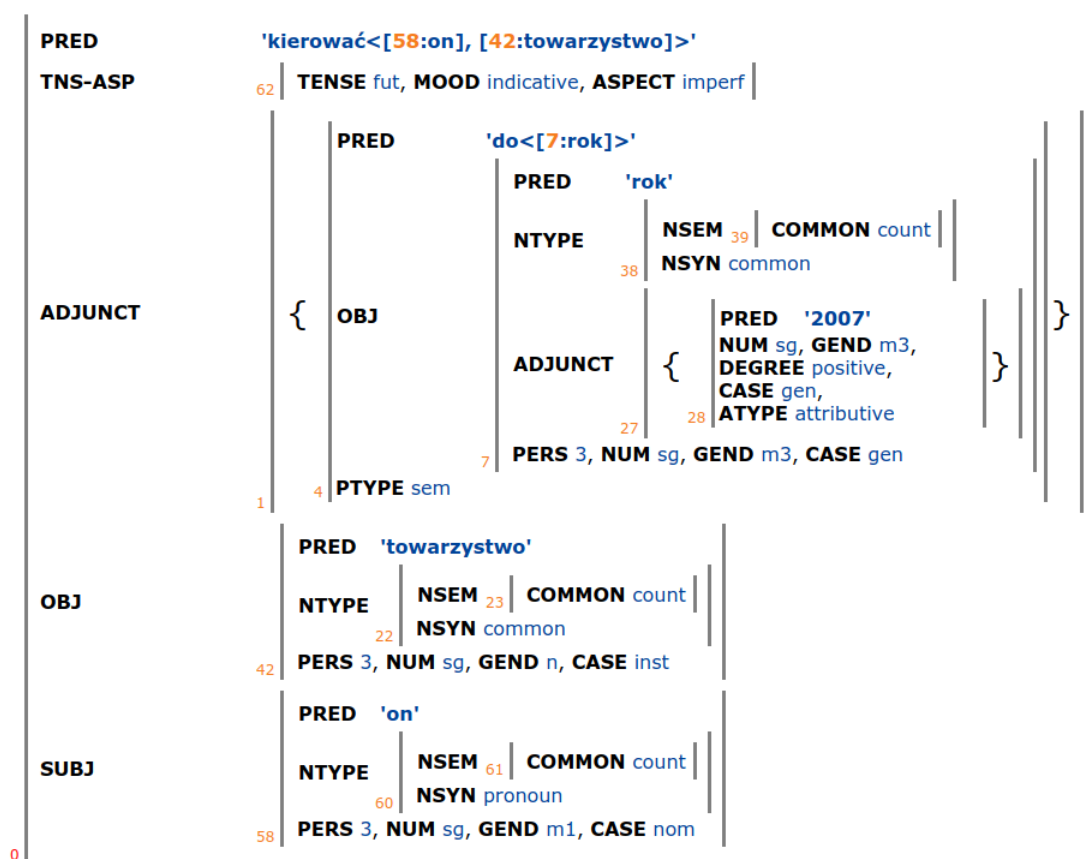 PRED 'kierować<[58:on], [42:towarzystwo]>'
TNS-ASP 62 TENSE fut, MOOD indicative, ASPECT imperf
PRED 'do<[7:rok]>'
PRED 'rok'
NSEM 39 COMMON count
NTYPE
38 NSYN common
ADJUNCT { OBJ }
PRED '2007'
NUM sg, GEND m3,
ADJUNCT { DEGREE positive, }
CASE gen,
28 ATYPE attributive
27
7 PERS 3, NUM sg, GEND m3, CASE gen
1 4 PTYPE sem
PRED 'towarzystwo'
OBJ NTYPE NSEM 23 COMMON count
22 NSYN common
42 PERS 3, NUM sg, GEND n, CASE inst
PRED 'on'
SUBJ NTYPE NSEM 61 COMMON count
60 NSYN pronoun
58 PERS 3, NUM sg, GEND m1, CASE nom
0